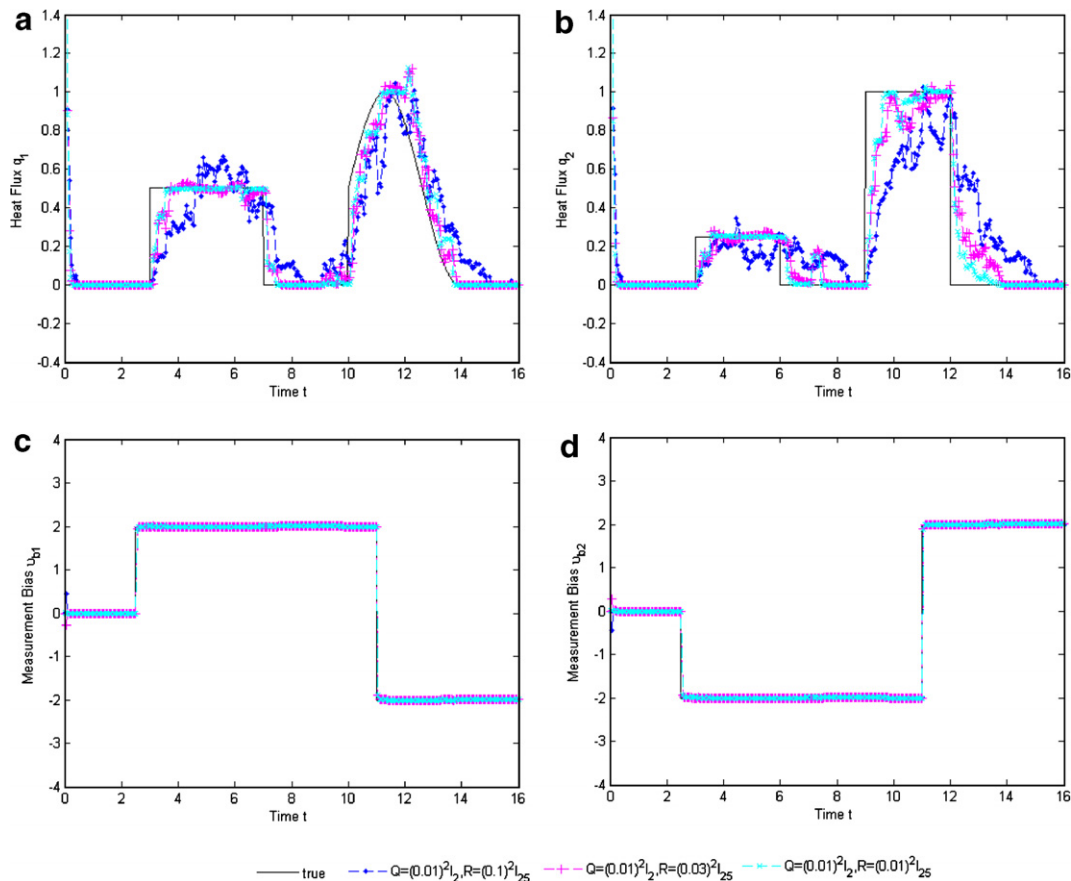 a
1.4
1.2
1
0.8
0.6
0.4
0.2
0
-0.2
-0.4
Heat Flux q1
0 2 4 6 8 10 12 14 16
Time t
b
1.4
1.2
1
0.8
0.6
0.4
0.2
0
-0.2
-0.4
Heat Flux q2
0 2 4 6 8 10 12 14 16
Time t
c
4
3
2
1
0
-1
-2
-3
-4
Measurement Bias υb1
0 2 4 6 8 10 12 14 16
Time t
d
4
3
2
1
0
-1
-2
-3
-4
Measurement Bias υb2
0 2 4 6 8 10 12 14 16
Time t
true Q=(0.01)²I₂,R=(0.1)²I₂₅ Q=(0.01)²I₂,R=(0.03)²I₂₅ Q=(0.01)²I₂,R=(0.01)²I₂₅